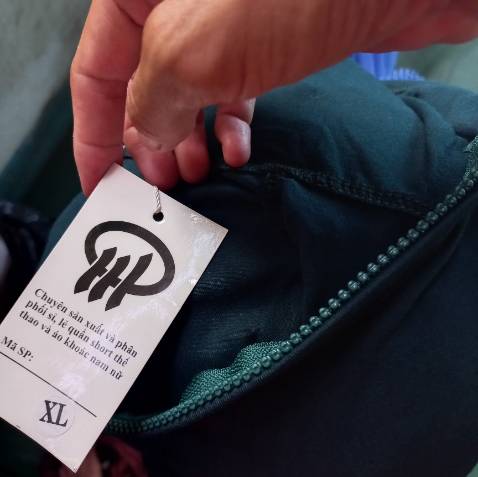 Chuyên sản xuất và phân
phối sỉ, lẻ quần short thể
thao và áo khoác nam nữ
Mã SP:
XL